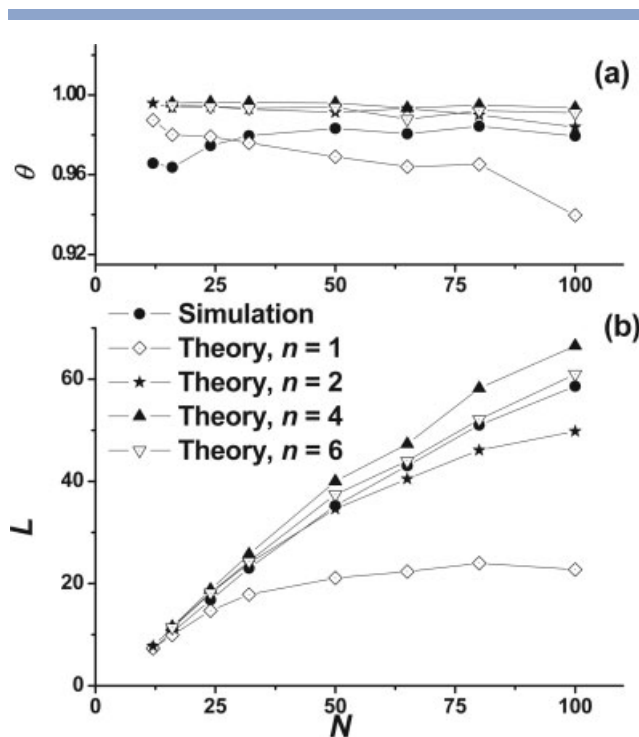 (a)
1.00
0.96
0.92
θ
0 25 50 75 100
(b)
Simulation
Theory, n = 1
Theory, n = 2
Theory, n = 4
Theory, n = 6
60
40
20
0
L
0 25 50 75 100
N